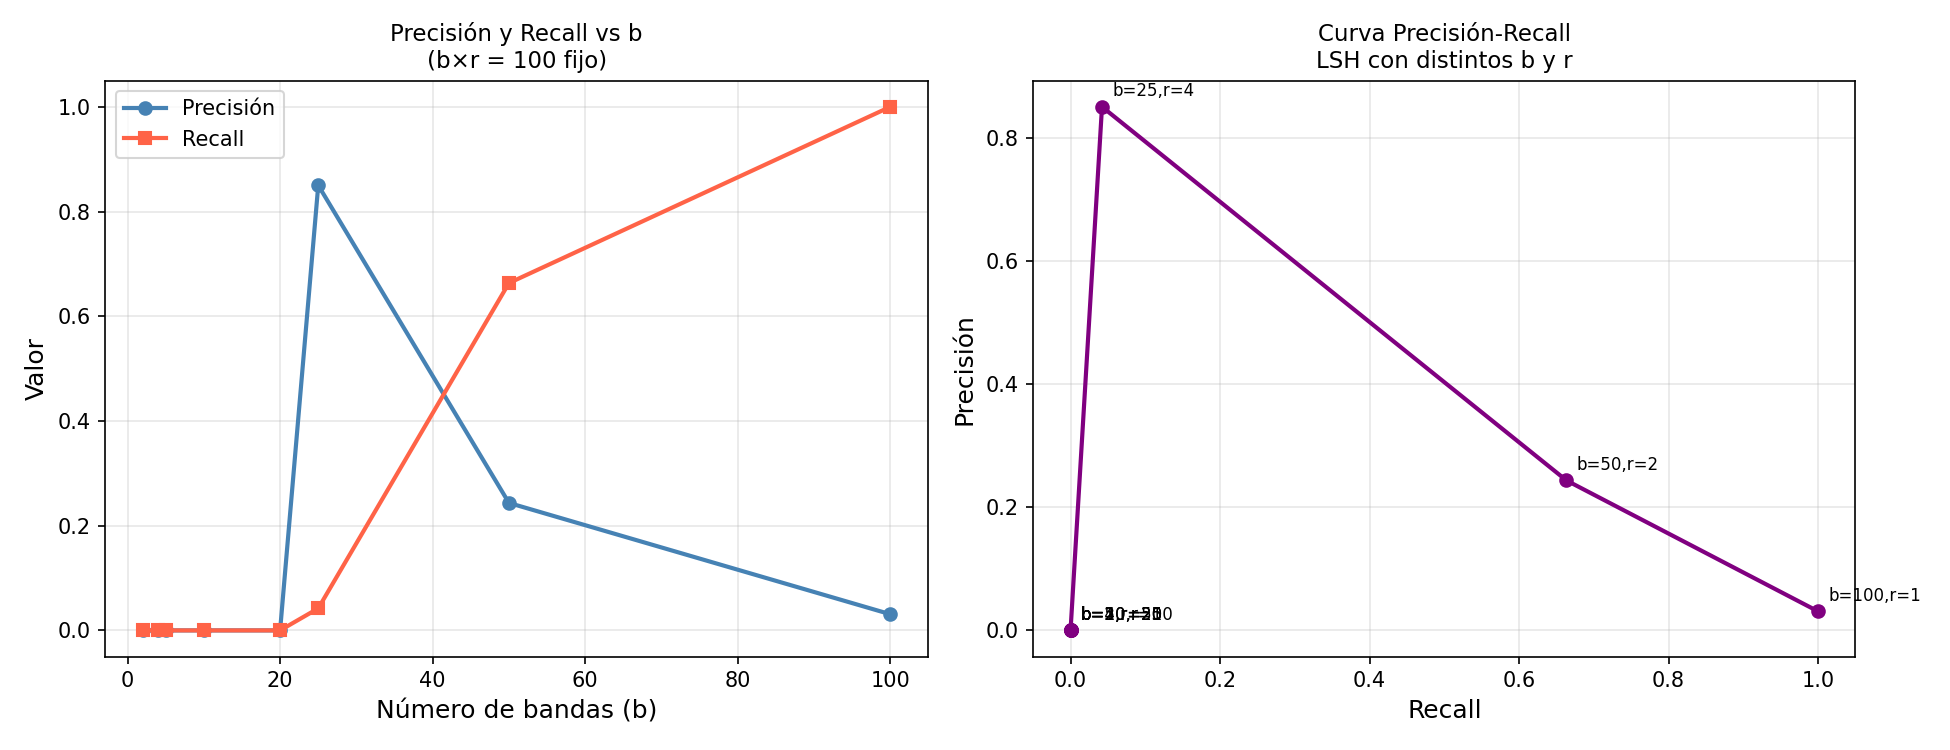 Precisión y Recall vs b
(b×r = 100 fijo)
Precisión
Recall
1.0
0.8
0.6
0.4
0.2
0.0
Valor
0
20
40
60
80
100
Número de bandas (b)
Curva Precisión-Recall
LSH con distintos b y r
b=25,r=4
b=50,r=2
b=100,r=1
0.8
0.6
0.4
0.2
0.0
Precisión
0.0
0.2
0.4
0.6
0.8
1.0
Recall